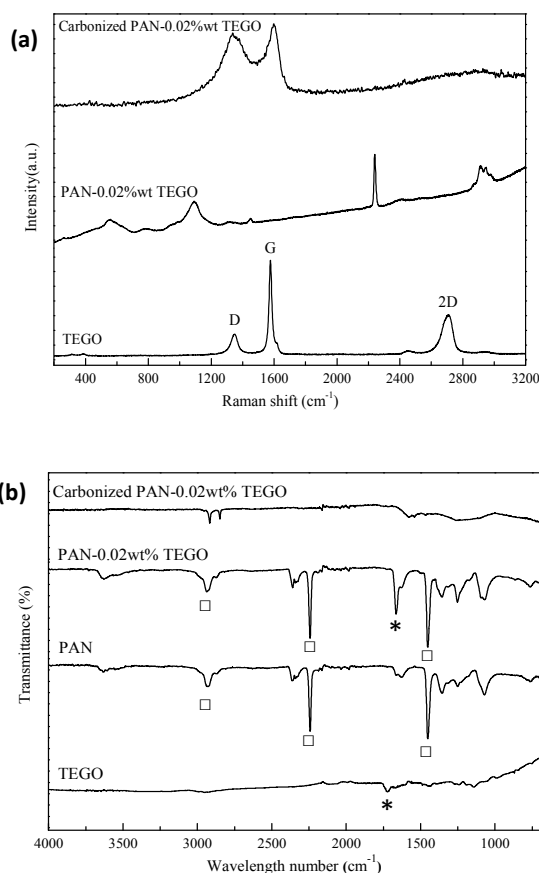 (a)
Carbonized PAN-0.02%wt TEGO
PAN-0.02%wt TEGO
G
D
2D
TEGO
Intensity(a.u.)
400 800 1200 1600 2000 2400 2800 3200
Raman shift (cm-1)
(b)
Carbonized PAN-0.02wt% TEGO
PAN-0.02wt% TEGO
*
PAN
TEGO
*
Transmittance (%)
4000 3500 3000 2500 2000 1500 1000
Wavelength number (cm-1)